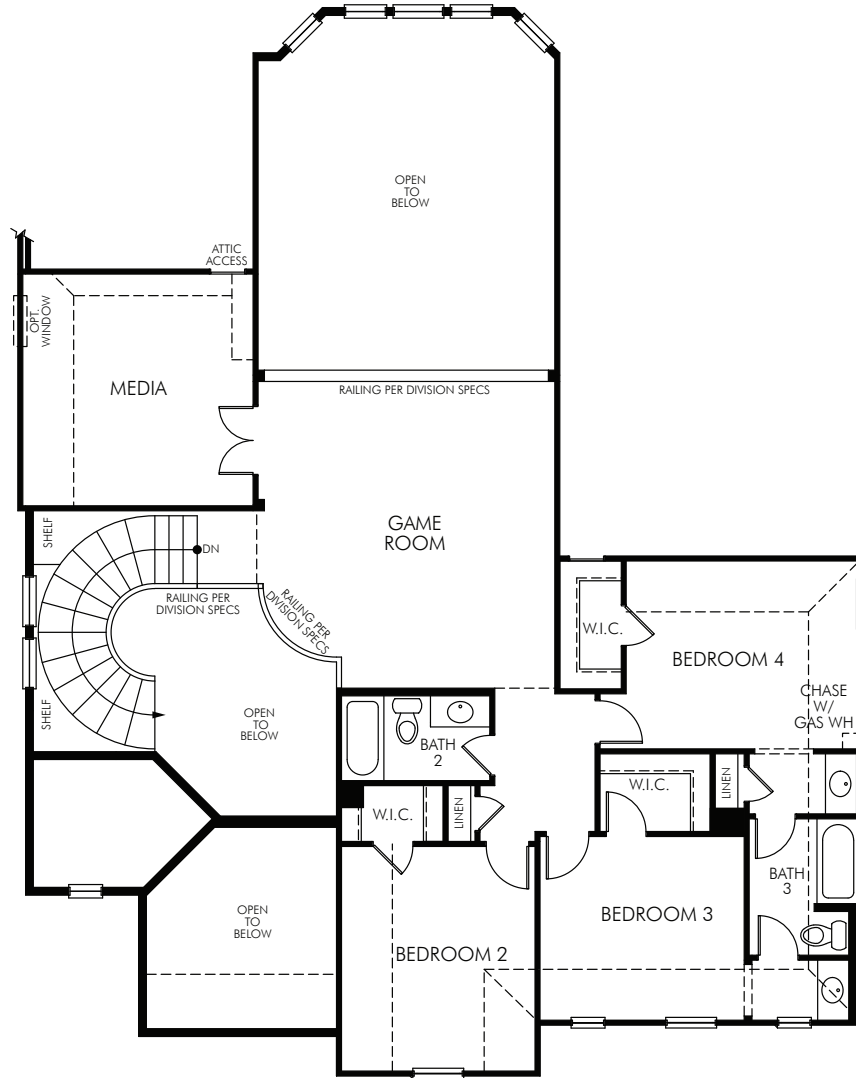 OPEN
TO
BELOW
ATTIC
ACCESS
OPT.
WINDOW
MEDIA
RAILING PER DIVISION SPECS
GAME
ROOM
SHELF
DN
RAILING PER
DIVISION SPECS
RAILING PER
DIVISION SPECS
W.I.C.
BEDROOM 4
CHASE
W/
GAS WH
SHELF
OPEN
TO
BELOW
BATH
2
W.I.C.
LINEN
W.I.C.
LINEN
BATH
3
OPEN
TO
BELOW
BEDROOM 3
BEDROOM 2